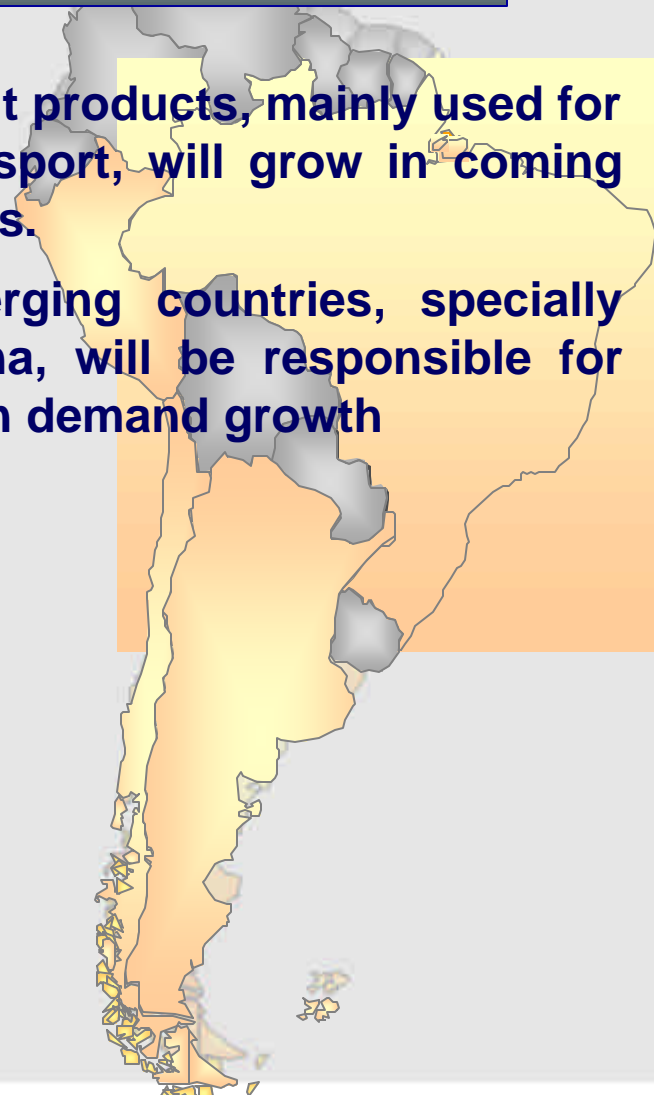 t products, mainly used for
sport, will grow in coming
s.
erging countries, specially
na, will be responsible for
n demand growth